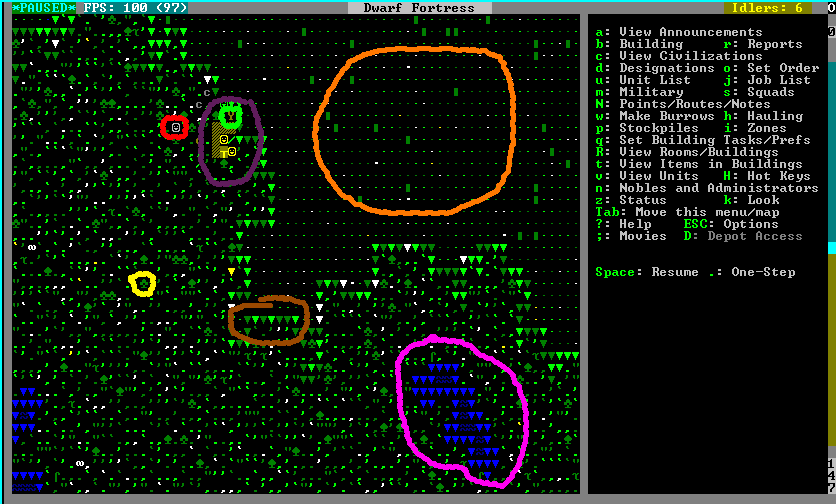 *PAUSED* FPS: 100 (97) Dwarf Fortress Idlers: 6 0
a: View Announcements
b: Building r: Reports
c: View Civilizations
d: Designations o: Set Order
u: Unit List j: Job List
m: Military s: Squads
N: Points/Routes/Notes
w: Make Burrows h: Hauling
p: Stockpiles i: Zones
q: Set Building Tasks/Prefs
R: View Rooms/Buildings
t: View Items in Buildings
v: View Units H: Hot Keys
n: Nobles and Administrators
z: Status k: Look
Tab: Move this menu/map
?: Help ESC: Options
;: Movies D: Depot Access
Space: Resume .: One-Step
147